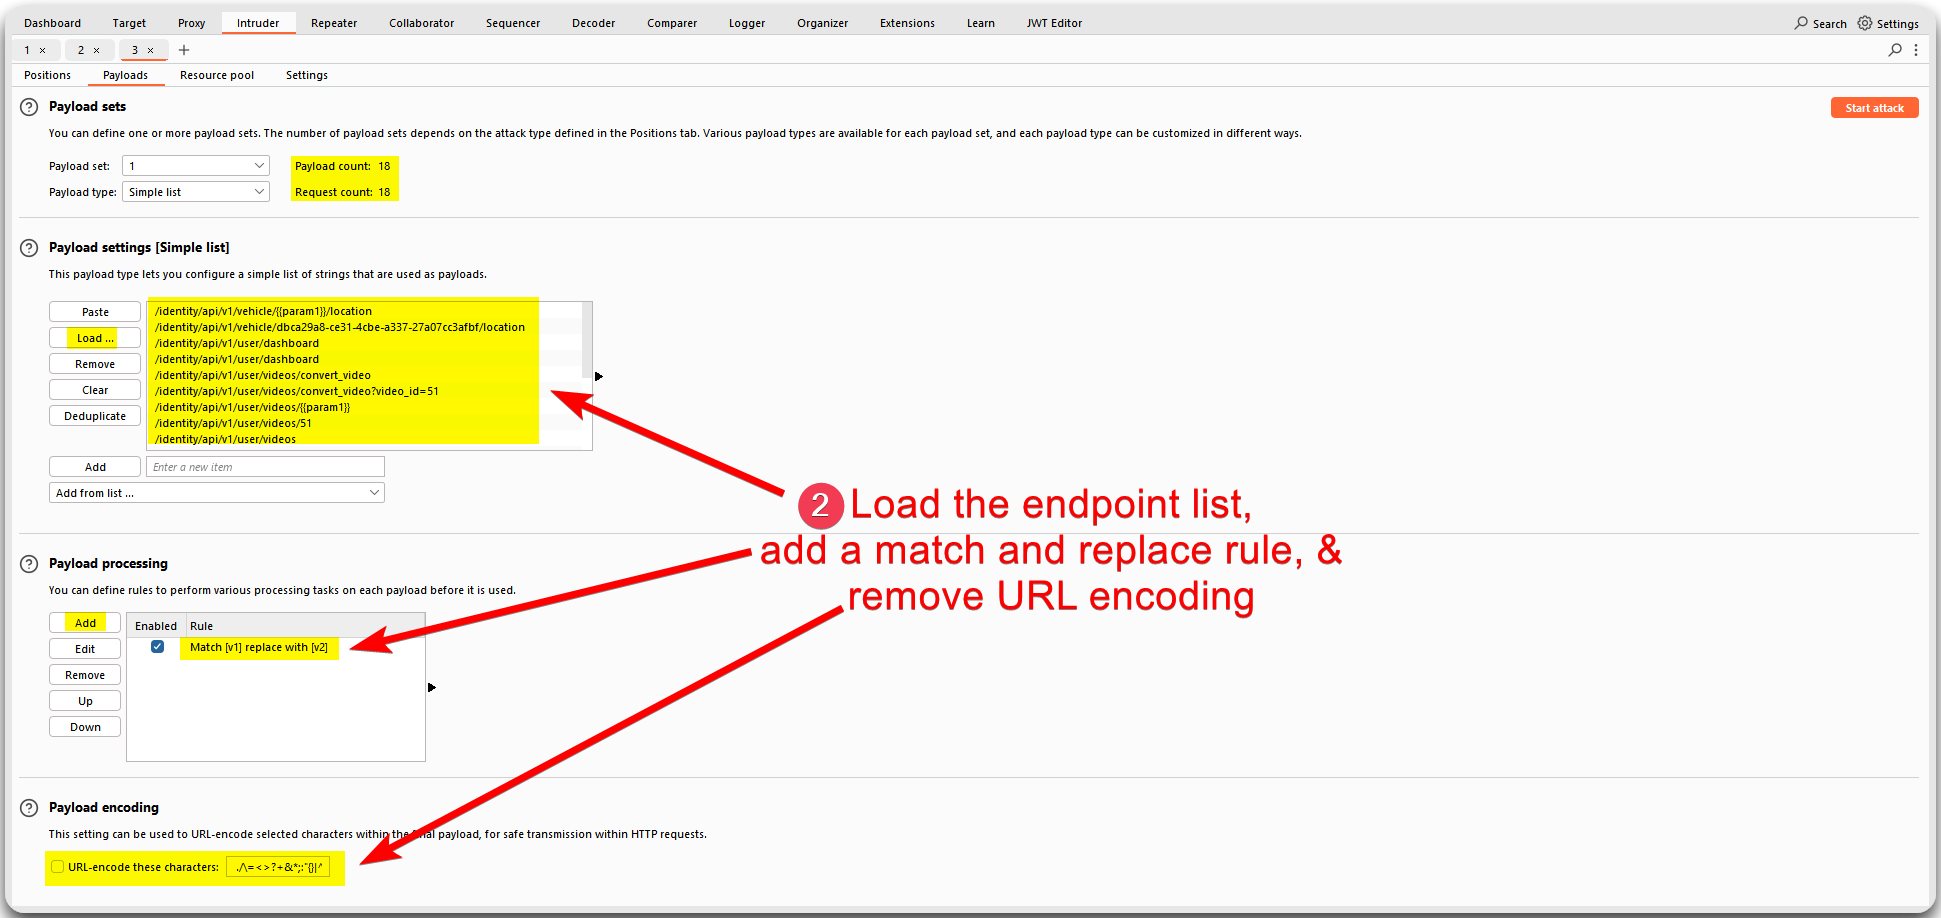 Dashboard Target Proxy Intruder Repeater Collaborator Sequencer Decoder Comparer Logger Organizer Extensions Learn JWT Editor Search Settings
1 × 2 × 3 × +
Positions Payloads Resource pool Settings
? Payload sets
Start attack
You can define one or more payload sets. The number of payload sets depends on the attack type defined in the Positions tab. Various payload types are available for each payload set, and each payload type can be customized in different ways.
Payload set: 1 Payload count: 18
Payload type: Simple list Request count: 18
? Payload settings [Simple list]
This payload type lets you configure a simple list of strings that are used as payloads.
Paste
Load ...
Remove
Clear
Deduplicate
/identity/api/v1/vehicle/{{param1}}/location
/identity/api/v1/vehicle/dbca29a8-ce31-4cbe-a337-27a07cc3afbf/location
/identity/api/v1/user/dashboard
/identity/api/v1/user/dashboard
/identity/api/v1/user/videos/convert_video
/identity/api/v1/user/videos/convert_video?video_id=51
/identity/api/v1/user/videos/{{param1}}
/identity/api/v1/user/videos/51
/identity/api/v1/user/videos
Add Enter a new item
Add from list ...
2 Load the endpoint list,
add a match and replace rule, &
remove URL encoding
? Payload processing
You can define rules to perform various processing tasks on each payload before it is used.
Add
Edit
Remove
Up
Down
Enabled Rule
Match [v1] replace with [v2]
? Payload encoding
This setting can be used to URL-encode selected characters within the final payload, for safe transmission within HTTP requests.
URL-encode these characters: ./\=<>?+&*;:"{}|^